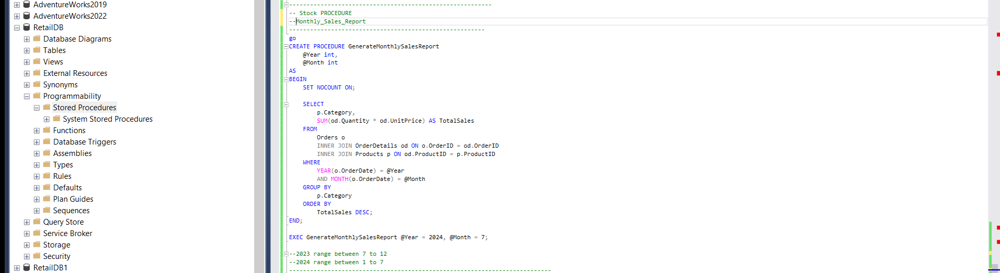 AdventureWorks2019
AdventureWorks2022
RetailDB
Database Diagrams
Tables
Views
External Resources
Synonyms
Programmability
Stored Procedures
System Stored Procedures
Functions
Database Triggers
Assemblies
Types
Rules
Defaults
Plan Guides
Sequences
Query Store
Service Broker
Storage
Security
RetailDB1
----------------------------------------------------------
-- Stock PROCEDURE
--Monthly_Sales_Report
--------------------------------------------------------
go
CREATE PROCEDURE GenerateMonthlySalesReport
    @Year int,
    @Month int
AS
BEGIN
    SET NOCOUNT ON;
    SELECT
        p.Category,
        SUM(od.Quantity * od.UnitPrice) AS TotalSales
    FROM
        Orders o
        INNER JOIN OrderDetails od ON o.OrderID = od.OrderID
        INNER JOIN Products p ON od.ProductID = p.ProductID
    WHERE
        YEAR(o.OrderDate) = @Year
        AND MONTH(o.OrderDate) = @Month
    GROUP BY
        p.Category
    ORDER BY
        TotalSales DESC;
END;
EXEC GenerateMonthlySalesReport @Year = 2024, @Month = 7;
--2023 range between 7 to 12
--2024 range between 1 to 7
---------------------------------------------------------------------------